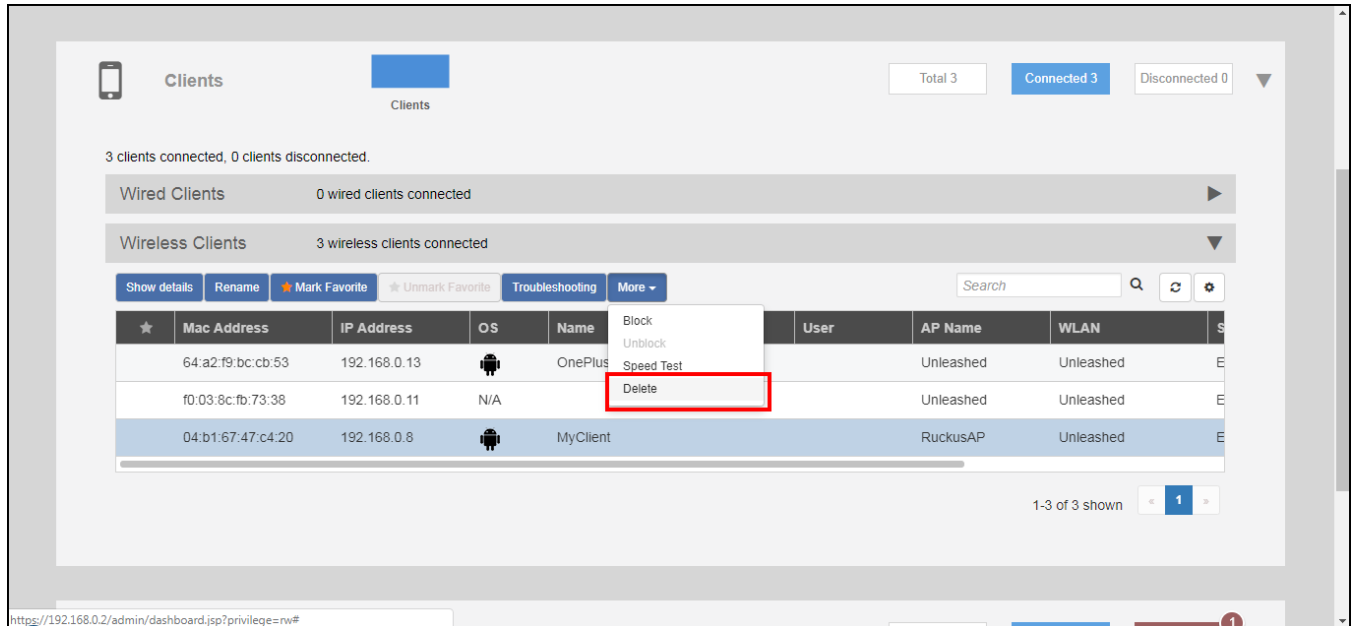 Clients
Clients
Total 3
Connected 3
Disconnected 0
3 clients connected, 0 clients disconnected.
Wired Clients 0 wired clients connected
Wireless Clients 3 wireless clients connected
Show details Rename Mark Favorite Unmark Favorite Troubleshooting More Search
Block
Unblock
Speed Test
Delete
Mac Address IP Address OS Name User AP Name WLAN S
64:a2:f9:bc:cb:53 192.168.0.13 OnePlus Unleashed Unleashed E
f0:03:8c:fb:73:38 192.168.0.11 N/A Unleashed Unleashed E
04:b1:67:47:c4:20 192.168.0.8 MyClient RuckusAP Unleashed E
1-3 of 3 shown « 1 »
https://192.168.0.2/admin/dashboard.jsp?privilege=rw#
1